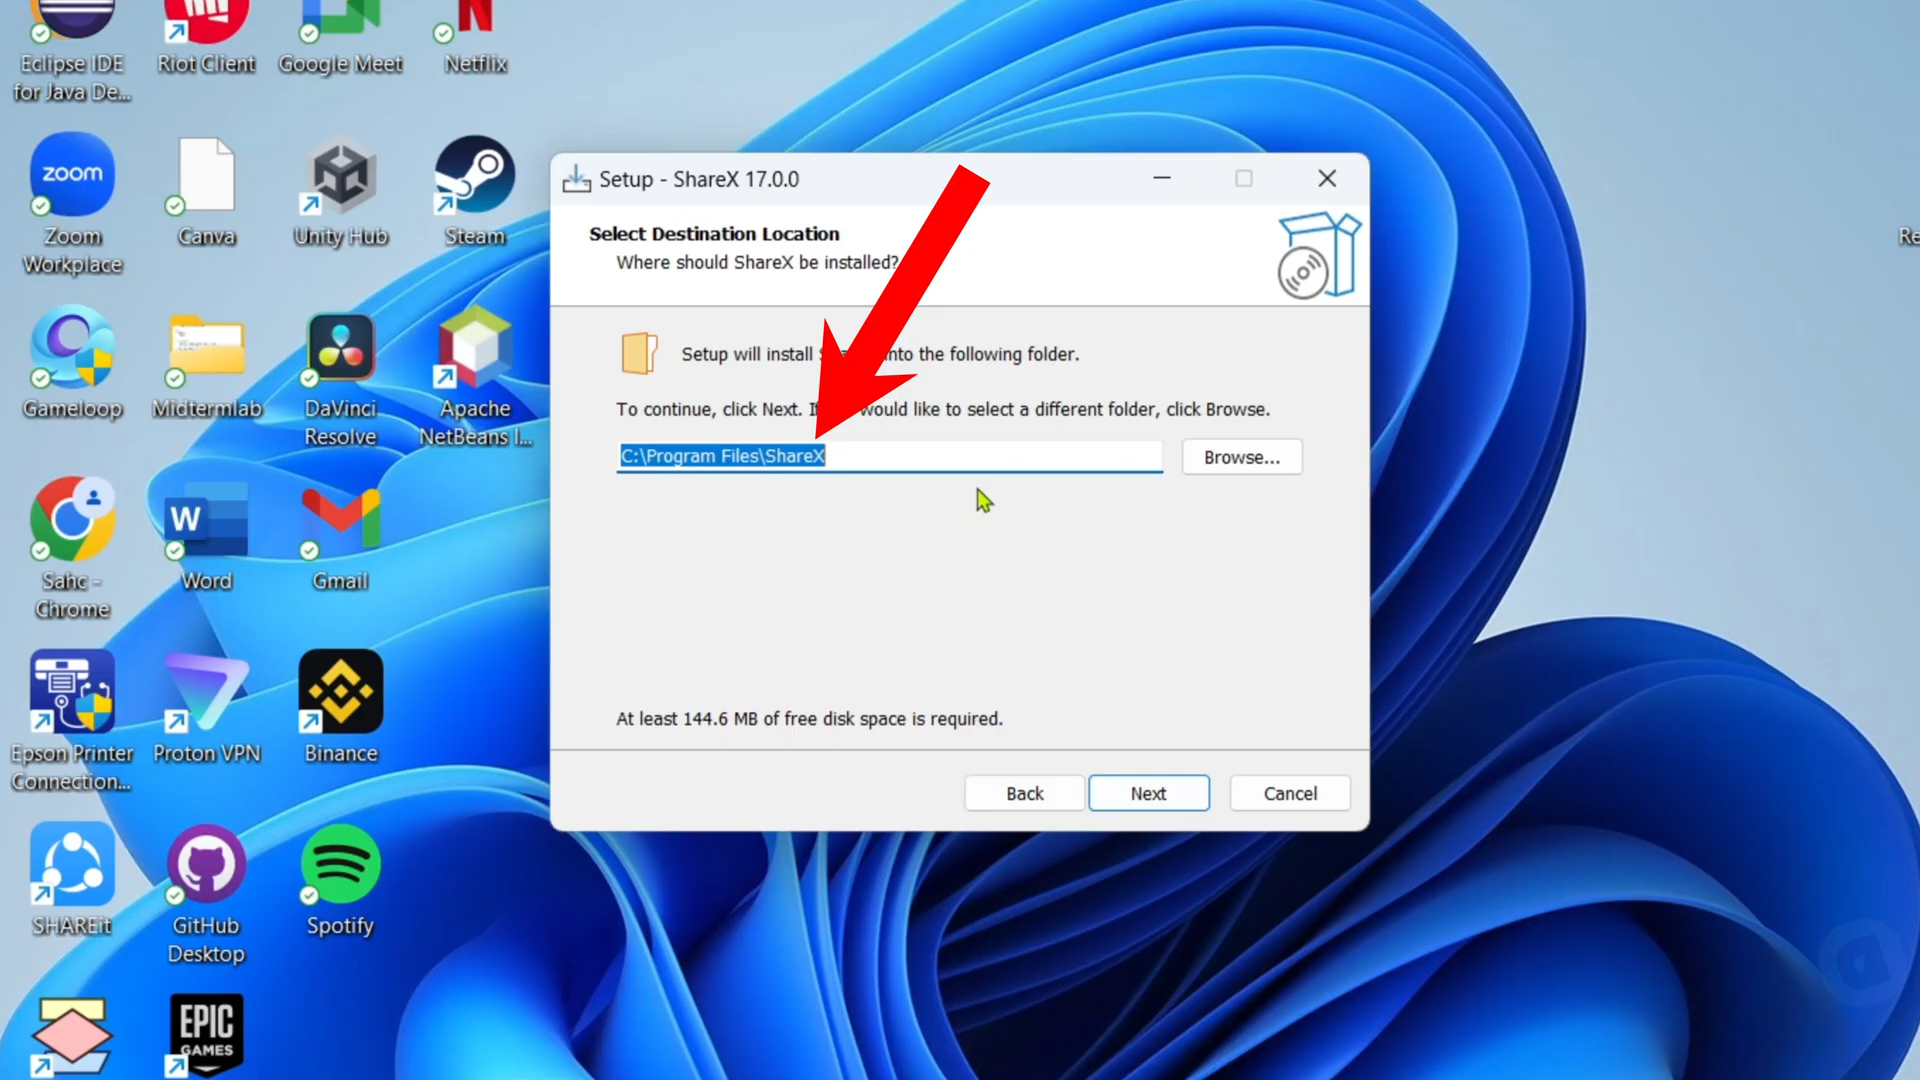 Eclipse IDE
for Java De...
Riot Client
Google Meet
Netflix
zoom
Zoom
Workplace
Canva
Unity Hub
Steam
Gameloop
Midtermlab
DaVinci
Resolve
Apache
NetBeans I...
Sahc -
Chrome
W
Word
Gmail
Epson Printer
Connection...
Proton VPN
Binance
SHAREit
GitHub
Desktop
Spotify
EPIC
GAMES
Setup - ShareX 17.0.0
Select Destination Location
Where should ShareX be installed?
Setup will install into the following folder.
To continue, click Next. would like to select a different folder, click Browse.
C:\Program Files\ShareX
Browse...
At least 144.6 MB of free disk space is required.
Back
Next
Cancel
Re